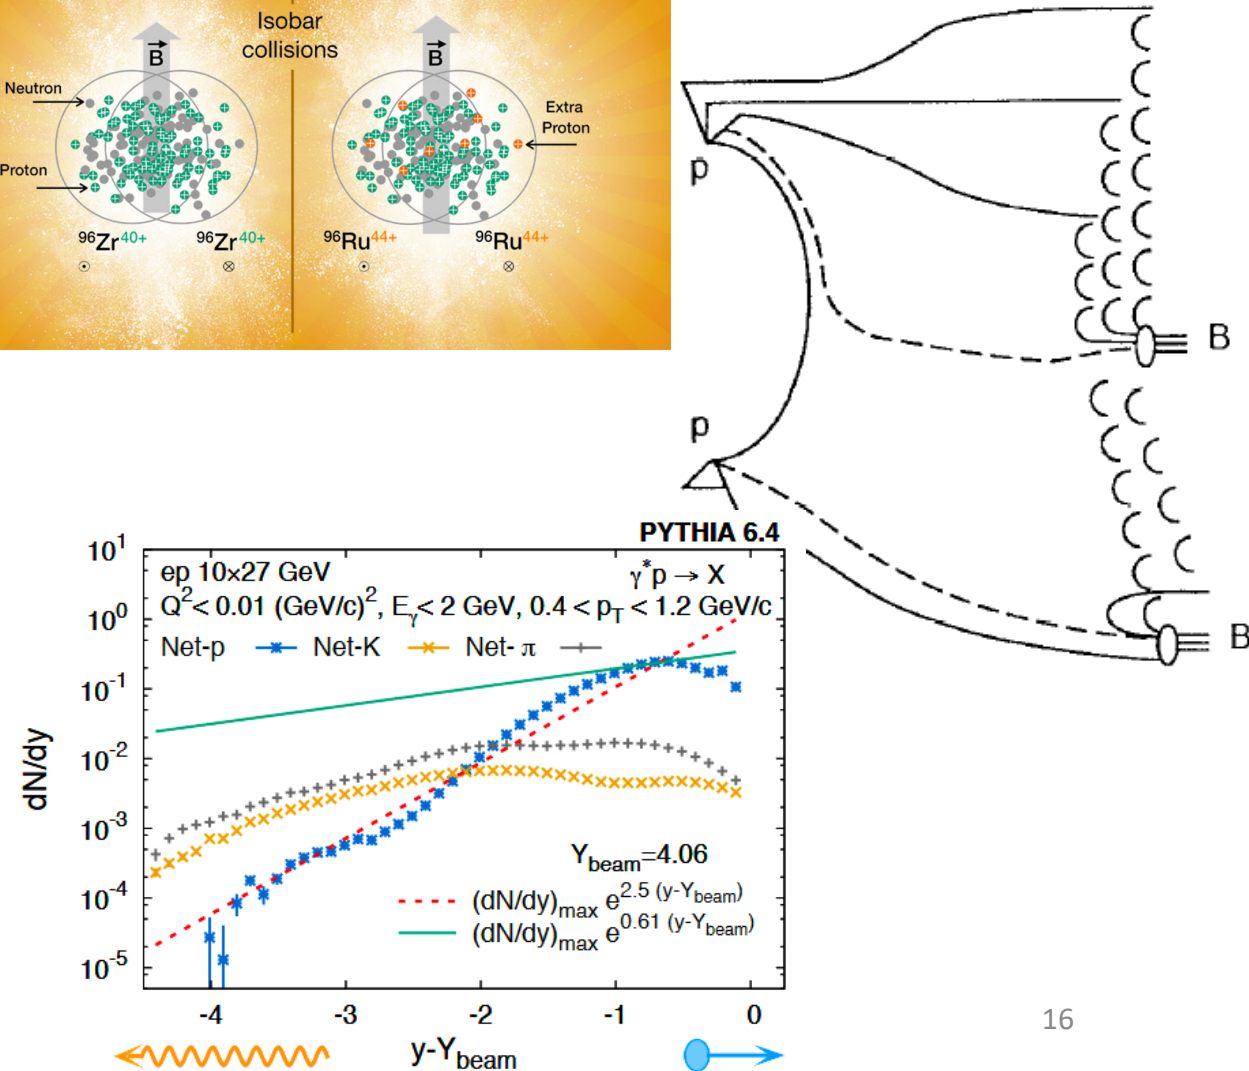 Isobar
collisions
B
B
Neutron
Proton
Extra
Proton
96Zr40+
96Zr40+
96Ru44+
96Ru44+
p
B
p
B
PYTHIA 6.4
ep 10×27 GeV
γ*p → X
Q²< 0.01 (GeV/c)², Eγ< 2 GeV, 0.4 < pT < 1.2 GeV/c
Net-p
Net-K
Net- π
10¹
10⁰
10⁻¹
10⁻²
10⁻³
10⁻⁴
10⁻⁵
dN/dy
Ybeam=4.06
(dN/dy)max e2.5 (y-Ybeam)
(dN/dy)max e0.61 (y-Ybeam)
-4
-3
-2
-1
0
y-Ybeam
16